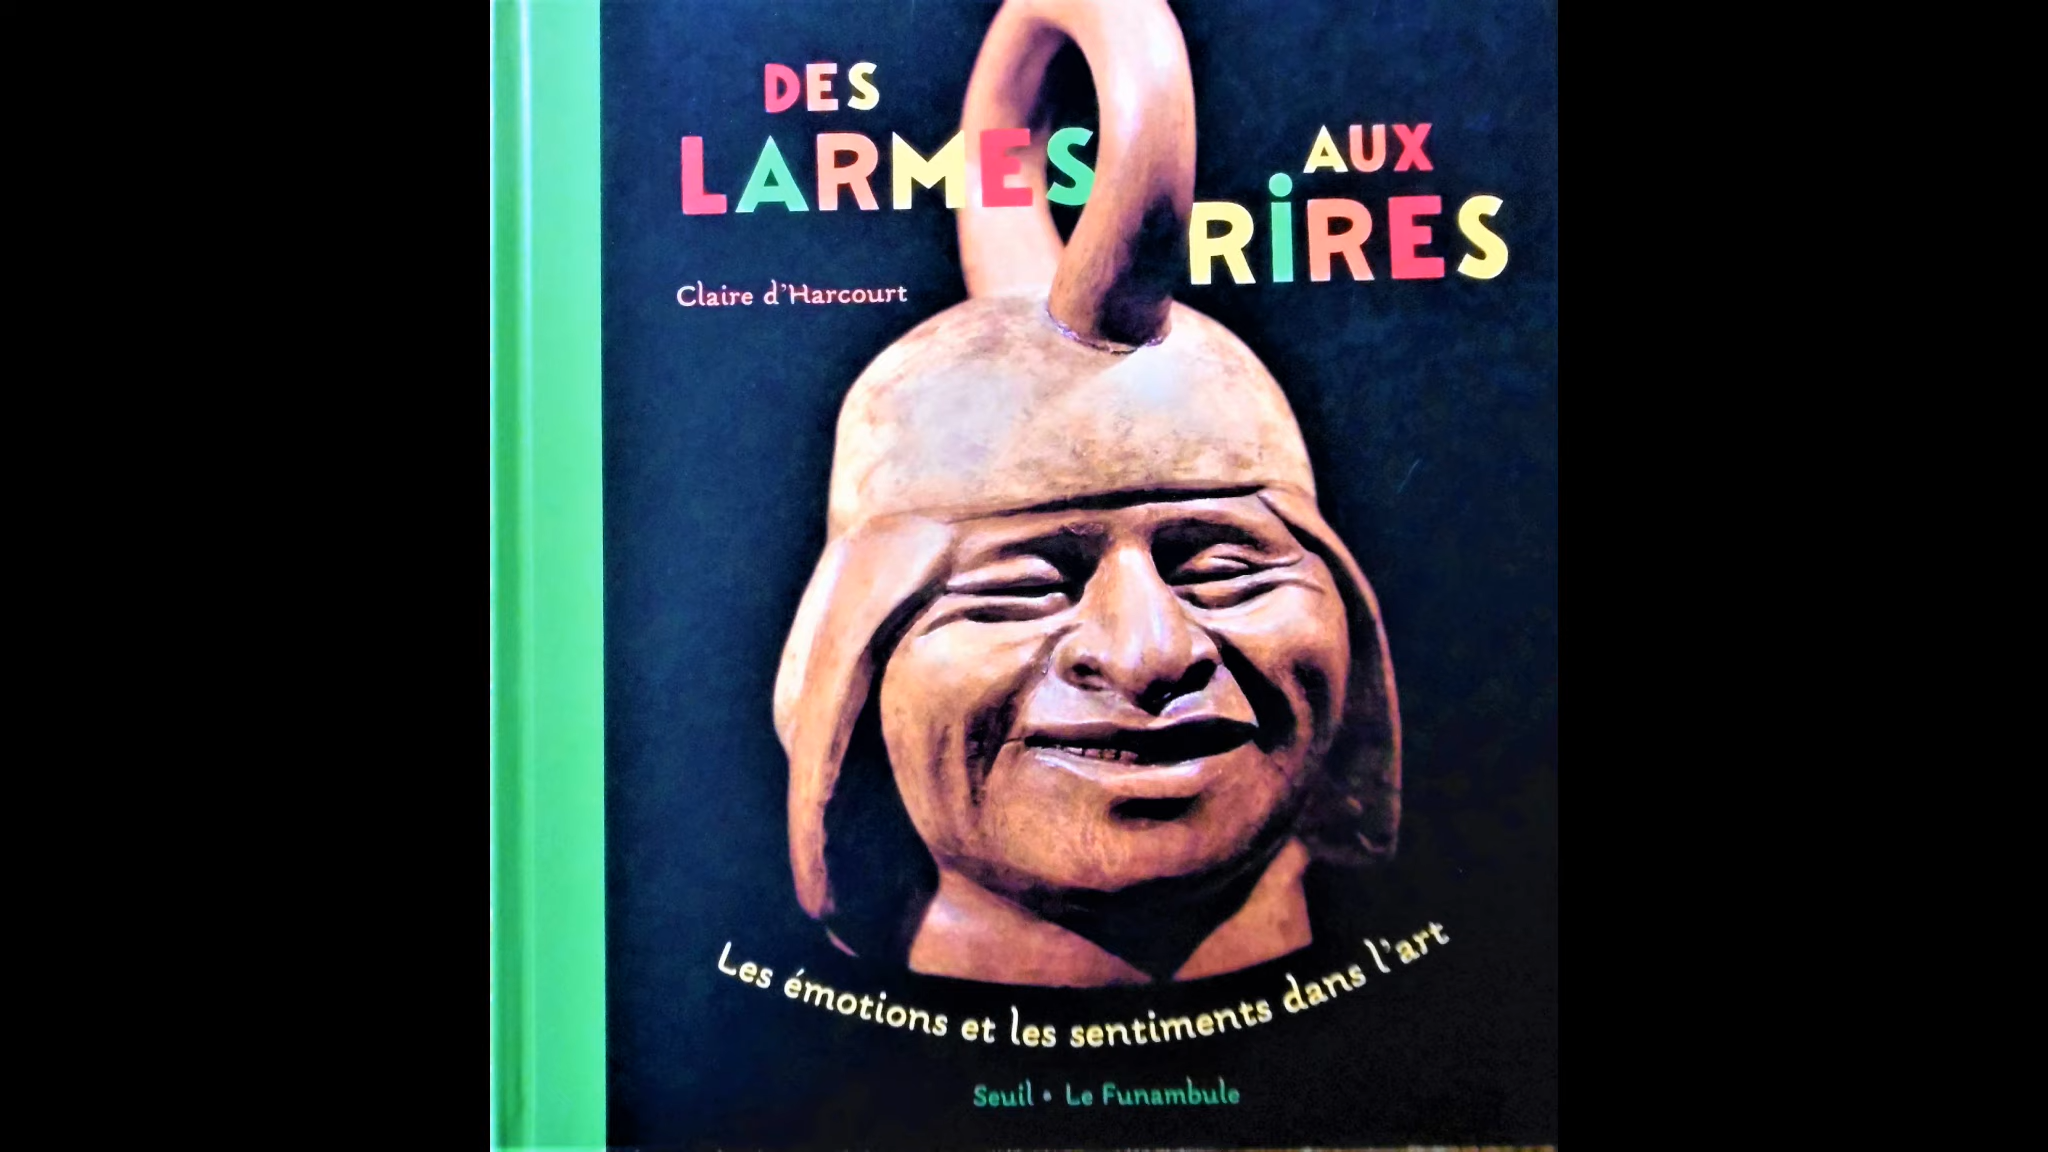 DES
LARMES
AUX
RiRES
Claire d'Harcourt
Les émotions et les sentiments dans l'art
Seuil • Le Funambule